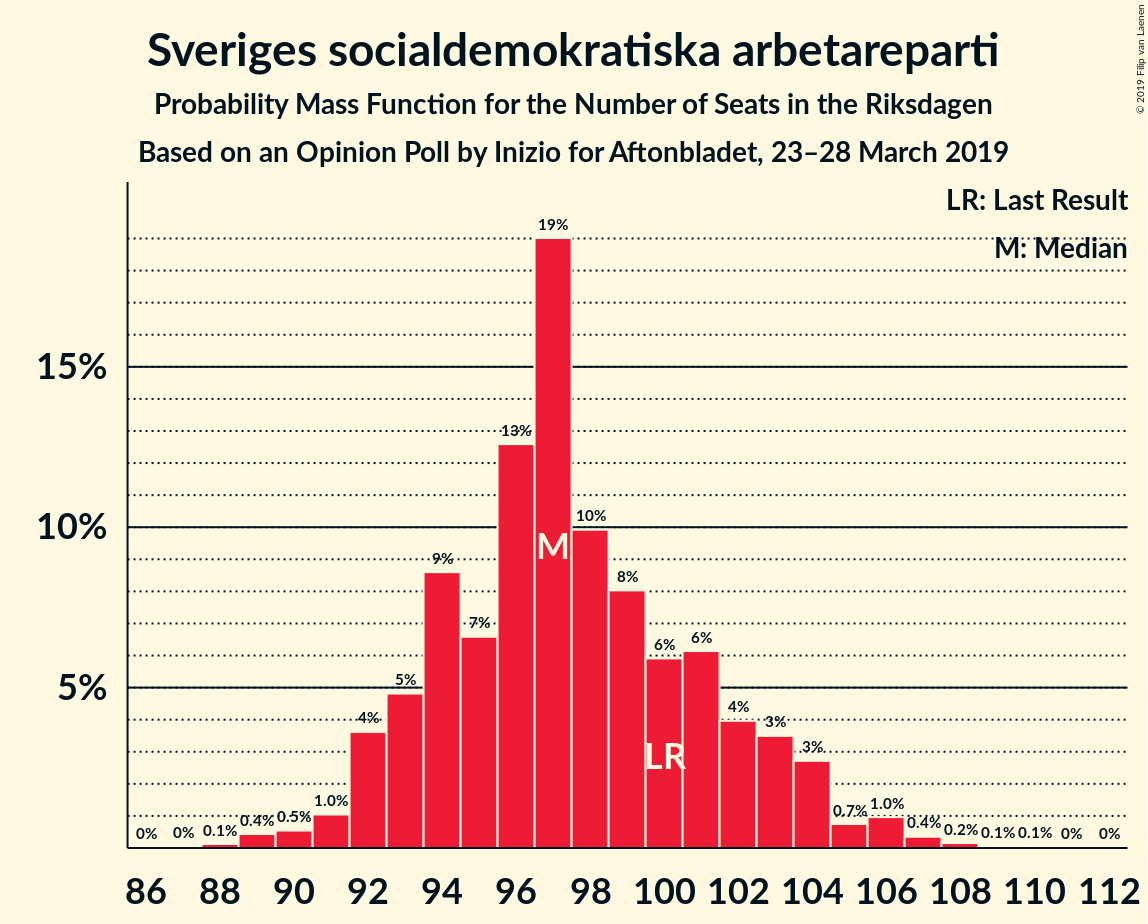 Sveriges socialdemokratiska arbetareparti
Probability Mass Function for the Number of Seats in the Riksdagen
Based on an Opinion Poll by Inizio for Aftonbladet, 23–28 March 2019
© 2019 Filip van Laenen
LR: Last Result
M: Median
15%
10%
5%
0% 0% 0.1% 0.4% 0.5% 1.0% 4% 5% 9% 7% 13% 19% 10% 8% 6% 6% 4% 3% 3% 0.7% 1.0% 0.4% 0.2% 0.1% 0.1% 0% 0%
M
LR
86 88 90 92 94 96 98 100 102 104 106 108 110 112